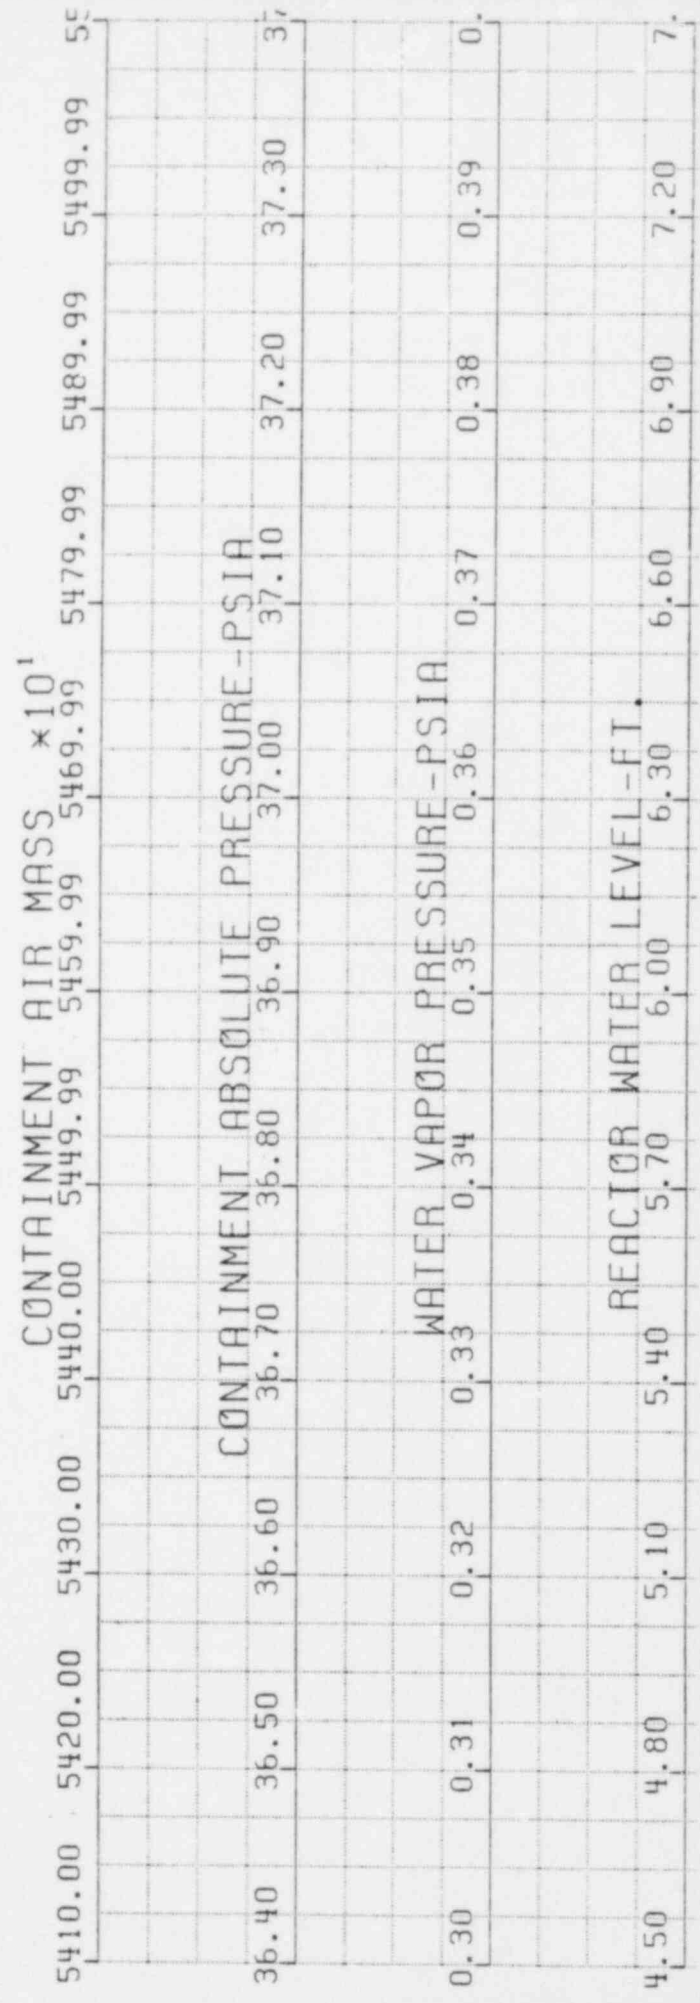 CONTAINMENT AIR MASS *10¹
5410.00 5420.00 5430.00 5440.00 5449.99 5459.99 5469.99 5479.99 5489.99 5499.99
CONTAINMENT ABSOLUTE PRESSURE-PSIA
36.40 36.50 36.60 36.70 36.80 36.90 37.00 37.10 37.20 37.30 37
WATER VAPOR PRESSURE-PSIA
0.30 0.31 0.32 0.33 0.34 0.35 0.36 0.37 0.38 0.39 0.
REACTOR WATER LEVEL-FT.
4.50 4.80 5.10 5.40 5.70 6.00 6.30 6.60 6.90 7.20 7.